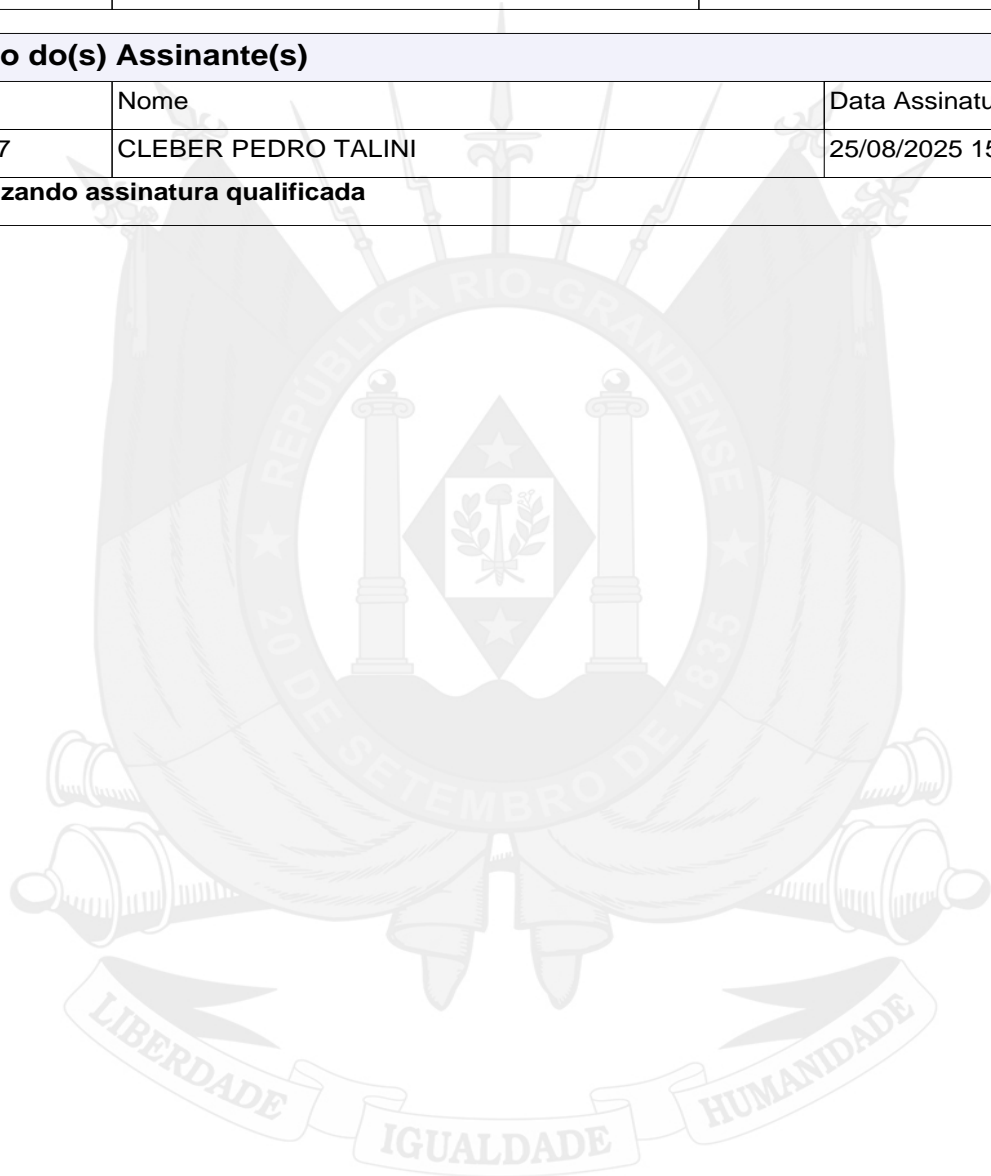 o do(s) Assinante(s)
Nome Data Assinatu
7 CLEBER PEDRO TALINI 25/08/2025 15
zando assinatura qualificada
REPÚBLICA RIO-GRANDENSE
20 DE SETEMBRO DE 1835
LIBERDADE IGUALDADE HUMANIDADE